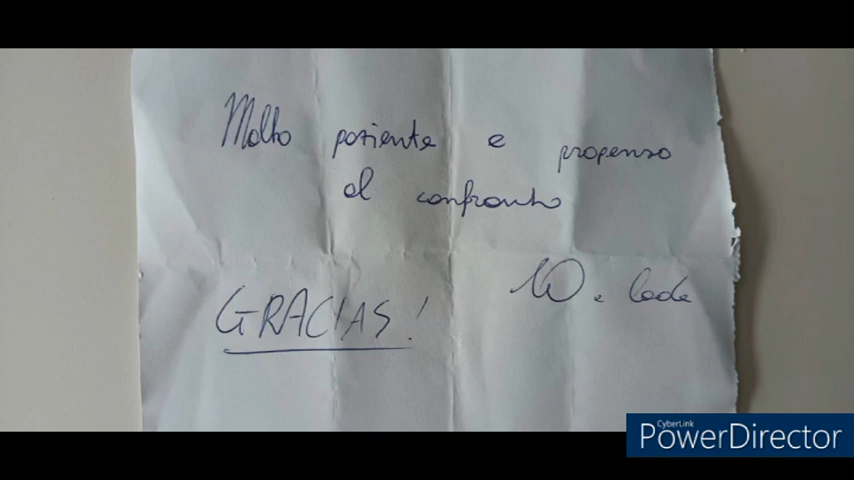 Molto paziente e propenso
al confronto
10 e lode
GRACIAS!
CyberLink
PowerDirector